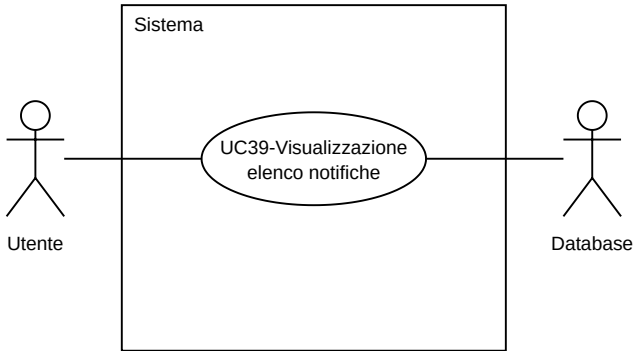 Sistema
UC39-Visualizzazione
elenco notifiche
Utente
Database